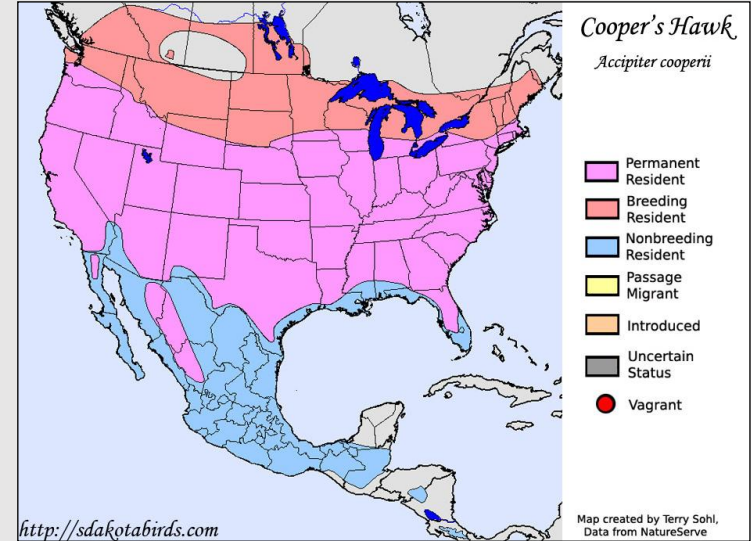 Cooper's Hawk
Accipiter cooperii
Permanent
Resident
Breeding
Resident
Nonbreeding
Resident
Passage
Migrant
Introduced
Uncertain
Status
Vagrant
http://sdakotabirds.com
Map created by Terry Sohl,
Data from NatureServe